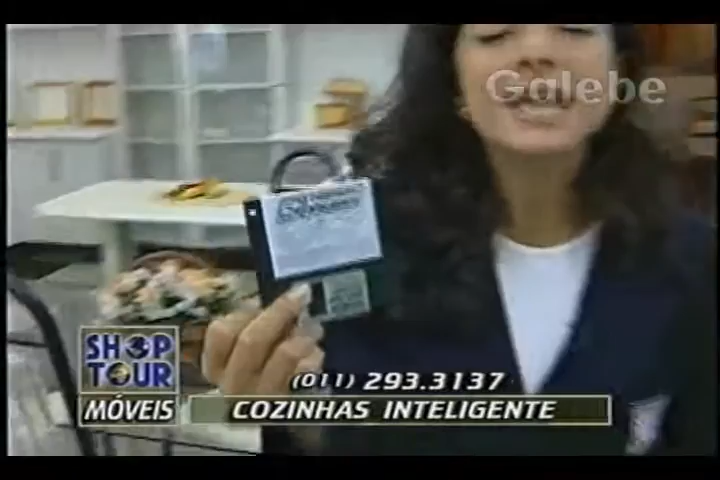 Galebe
SHOP
TOUR
(011) 293.3137
MÓVEIS
COZINHAS INTELIGENTE